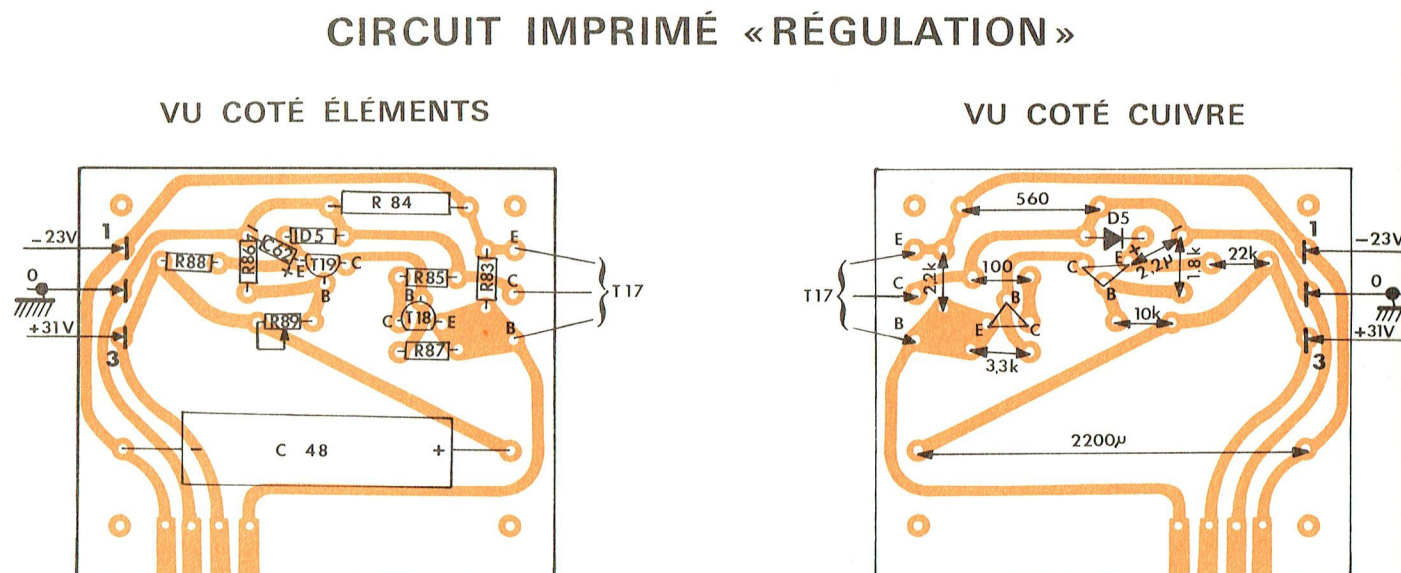 CIRCUIT IMPRIMÉ «RÉGULATION»
VU COTÉ ÉLÉMENTS
1
-23V
0
+31V
3
R 84
D5
C62
+
-
R86
R88
T19
E
C
B
R89
R85
R83
B
C
T18
E
R87
E
C
B
T17
-
C 48
+
VU COTÉ CUIVRE
560
D5
1
-23V
0
+31V
3
E
C
B
T17
2,2k
100
C
E
B
+
-
2,2µ
1,8k
22k
B
E
C
10k
3,3k
2200µ